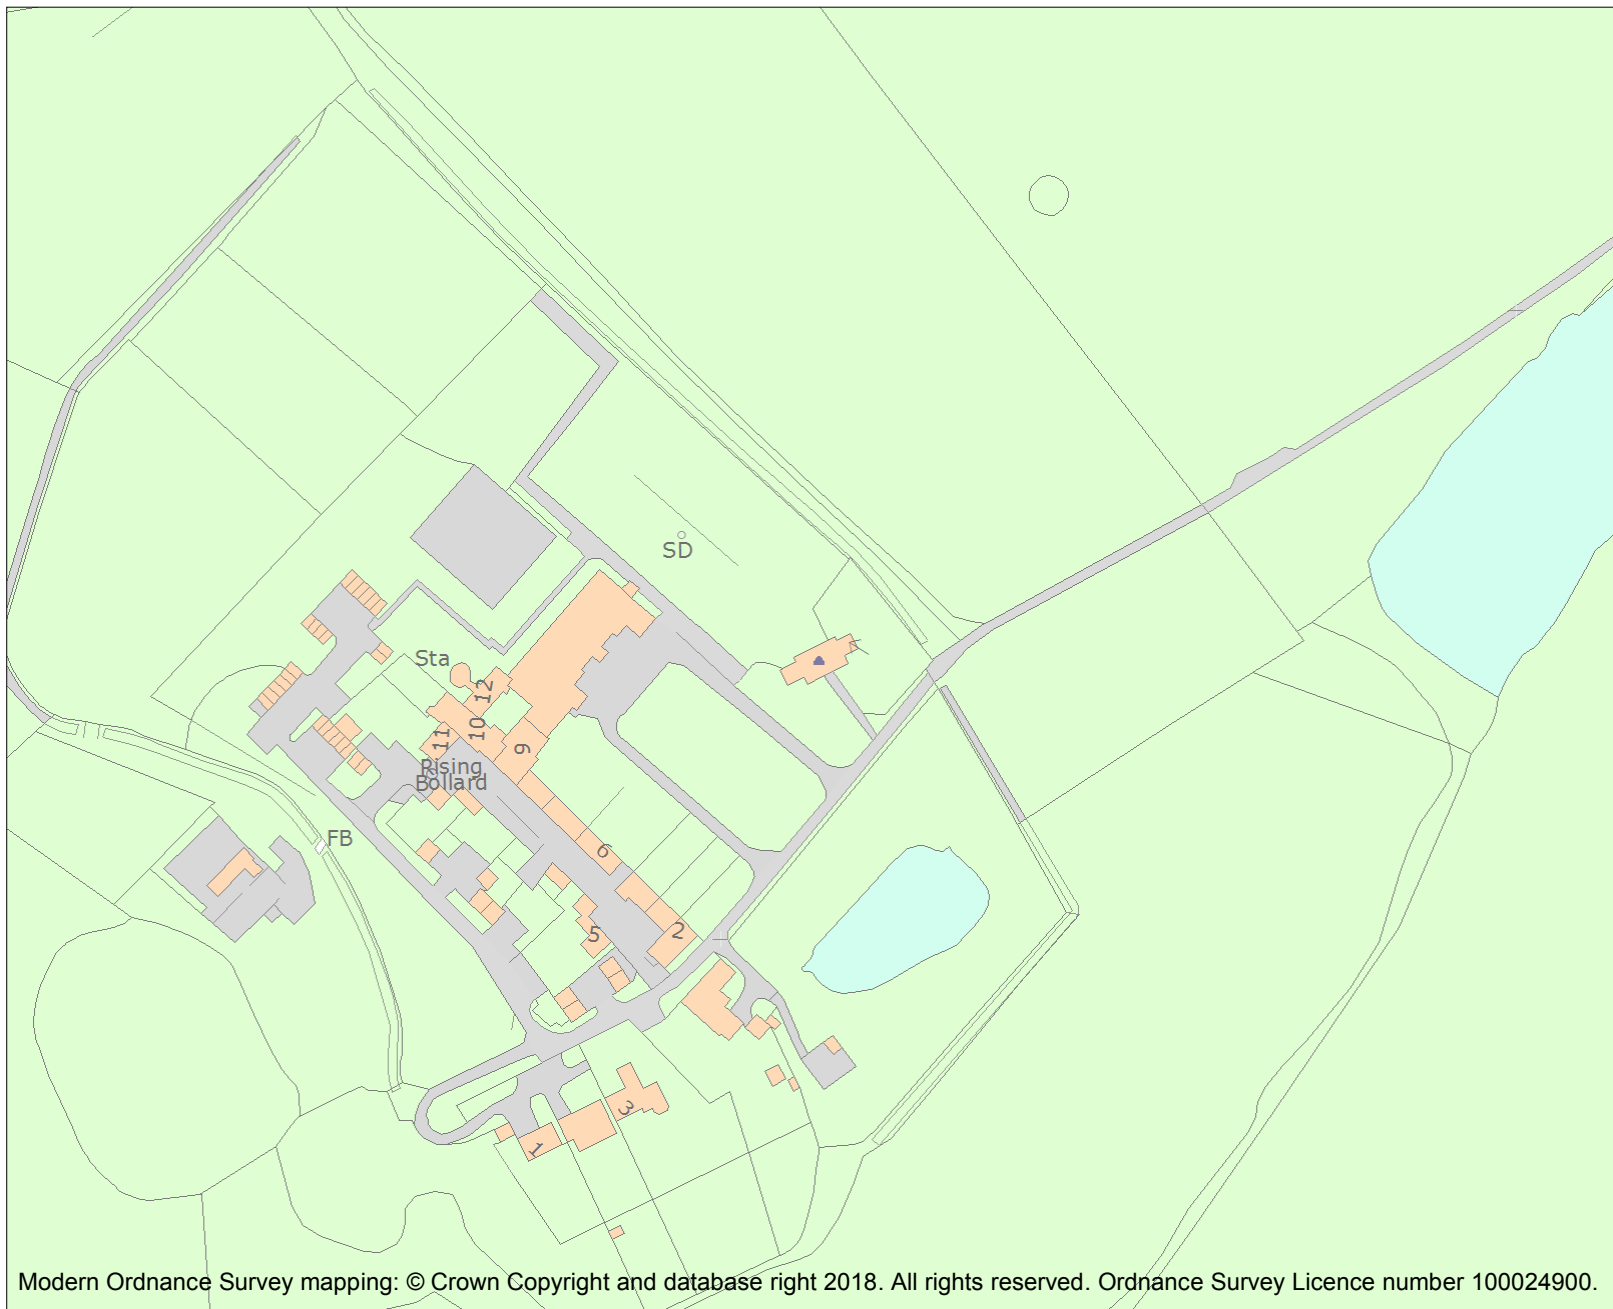 SD
Sta
12
10
11
9
Rising
Bollard
FB
6
5
2
3
1
Modern Ordnance Survey mapping: © Crown Copyright and database right 2018. All rights reserved. Ordnance Survey Licence number 100024900.